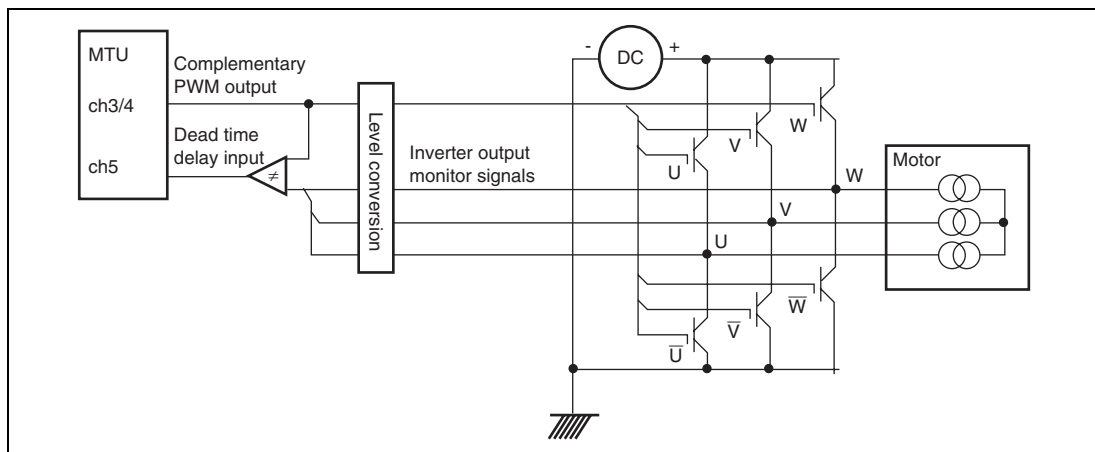 MTU
Complementary
PWM output
ch3/4
Dead time
delay input
ch5
≠
Level conversion
Inverter output
monitor signals
-
DC
+
W
V
U
Motor
W
V
U
W̅
V̅
U̅